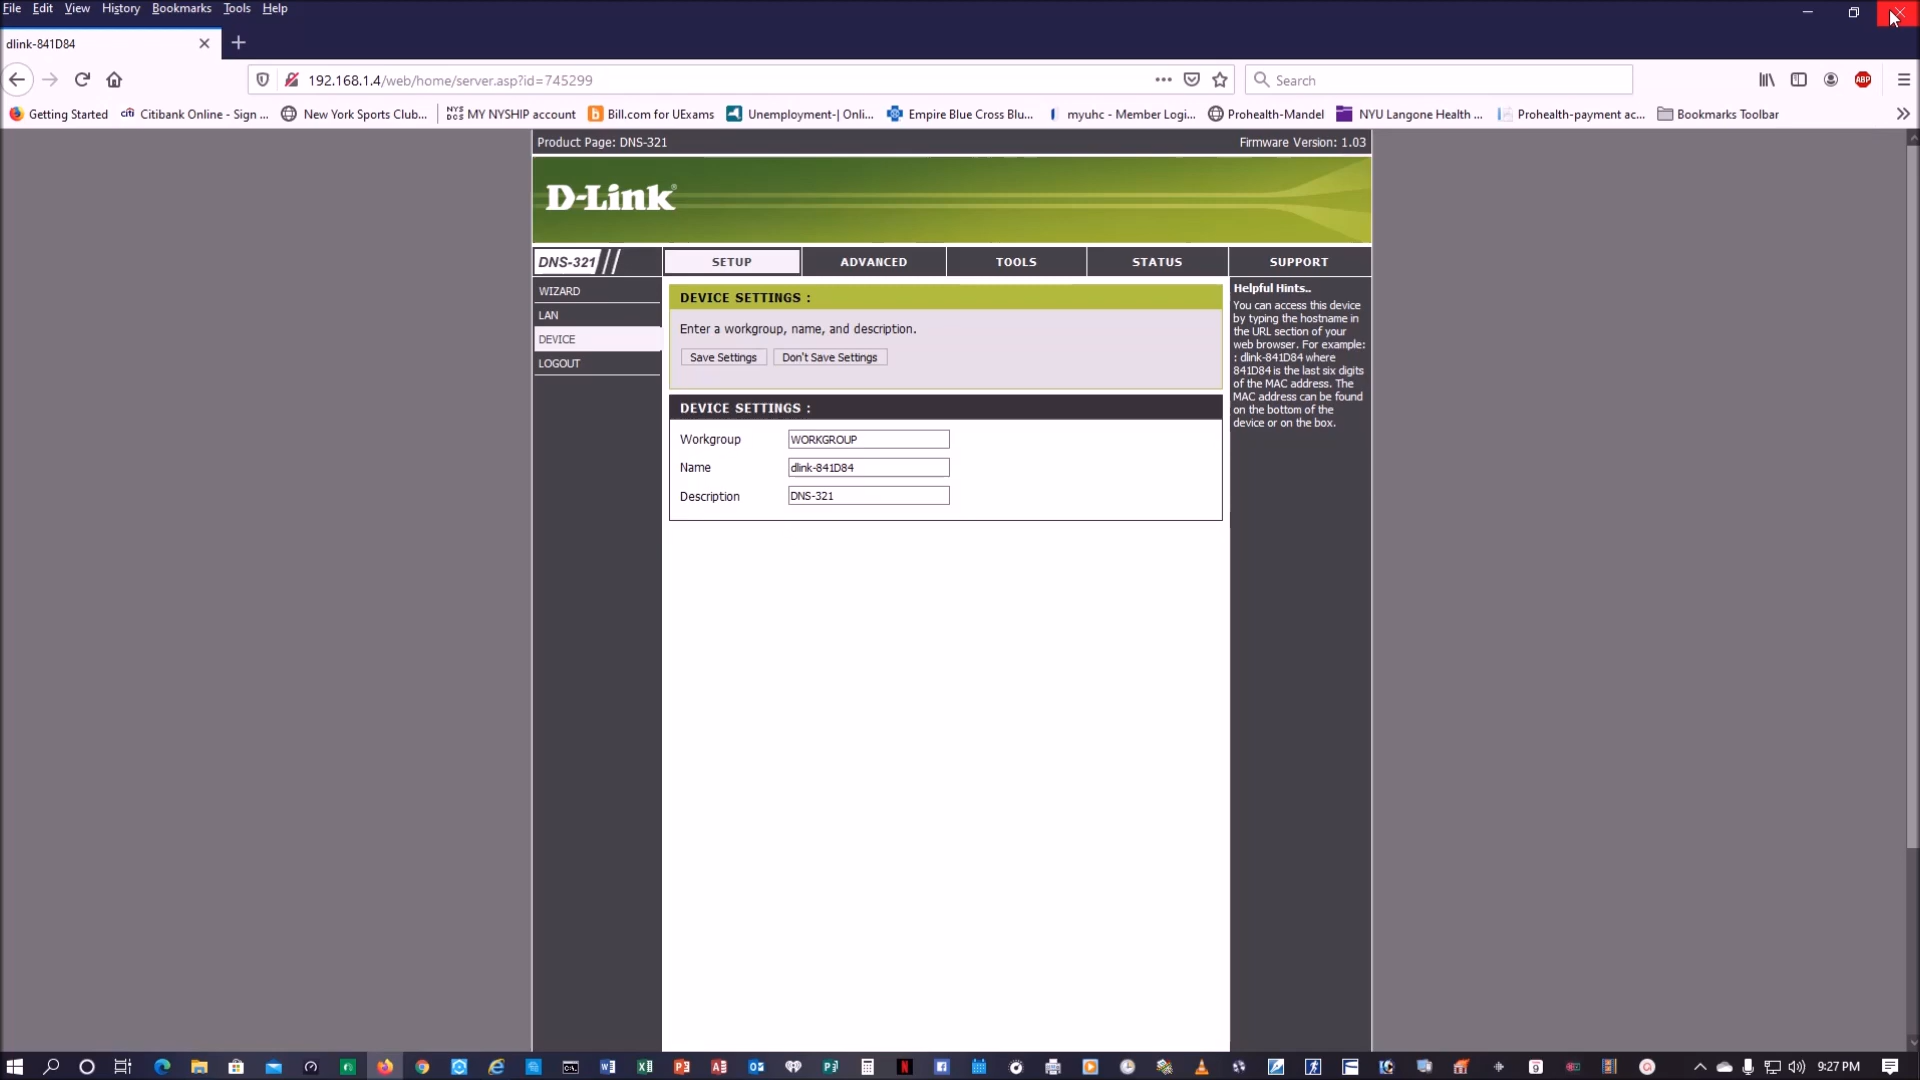 File Edit View History Bookmarks Tools Help
dlink-841D84
192.168.1.4/web/home/server.asp?id=745299
Search
Getting Started
citi Citibank Online - Sign ...
New York Sports Club...
MY NYSHIP account
Bill.com for UExams
Unemployment-| Onli...
Empire Blue Cross Blu...
myuhc - Member Logi...
Prohealth-Mandel
NYU Langone Health ...
Prohealth-payment ac...
Bookmarks Toolbar
Product Page: DNS-321
Firmware Version: 1.03
D-Link
DNS-321
SETUP
ADVANCED
TOOLS
STATUS
SUPPORT
WIZARD
LAN
DEVICE
LOGOUT
DEVICE SETTINGS :
Enter a workgroup, name, and description.
Save Settings
Don't Save Settings
DEVICE SETTINGS :
Workgroup WORKGROUP
Name dlink-841D84
Description DNS-321
Helpful Hints..
You can access this device
by typing the hostname in
the URL section of your
web browser. For example:
: dlink-841D84 where
841D84 is the last six digits
of the MAC address. The
MAC address can be found
on the bottom of the
device or on the box.
9:27 PM